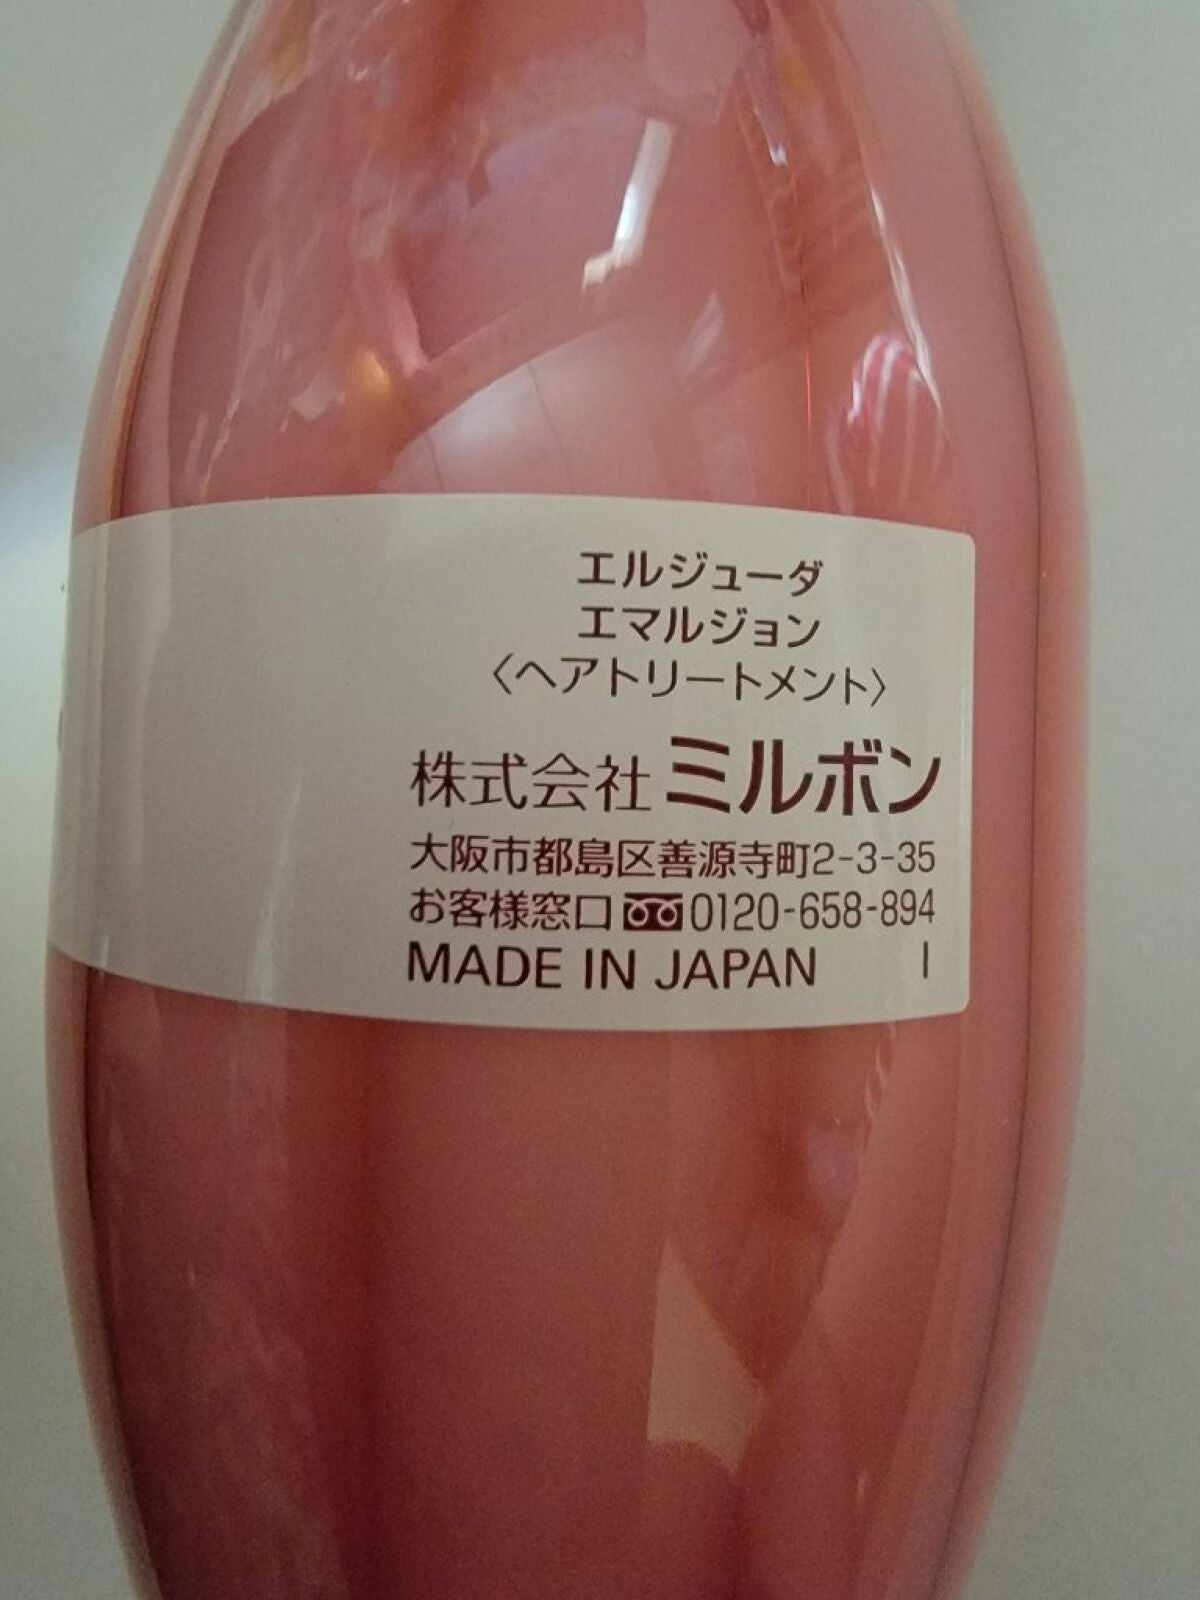 エルジューダ
エマルジョン
〈ヘアトリートメント〉
株式会社ミルボン
大阪市都島区善源寺町2-3-35
お客様窓口 0120-658-894
MADE IN JAPAN I